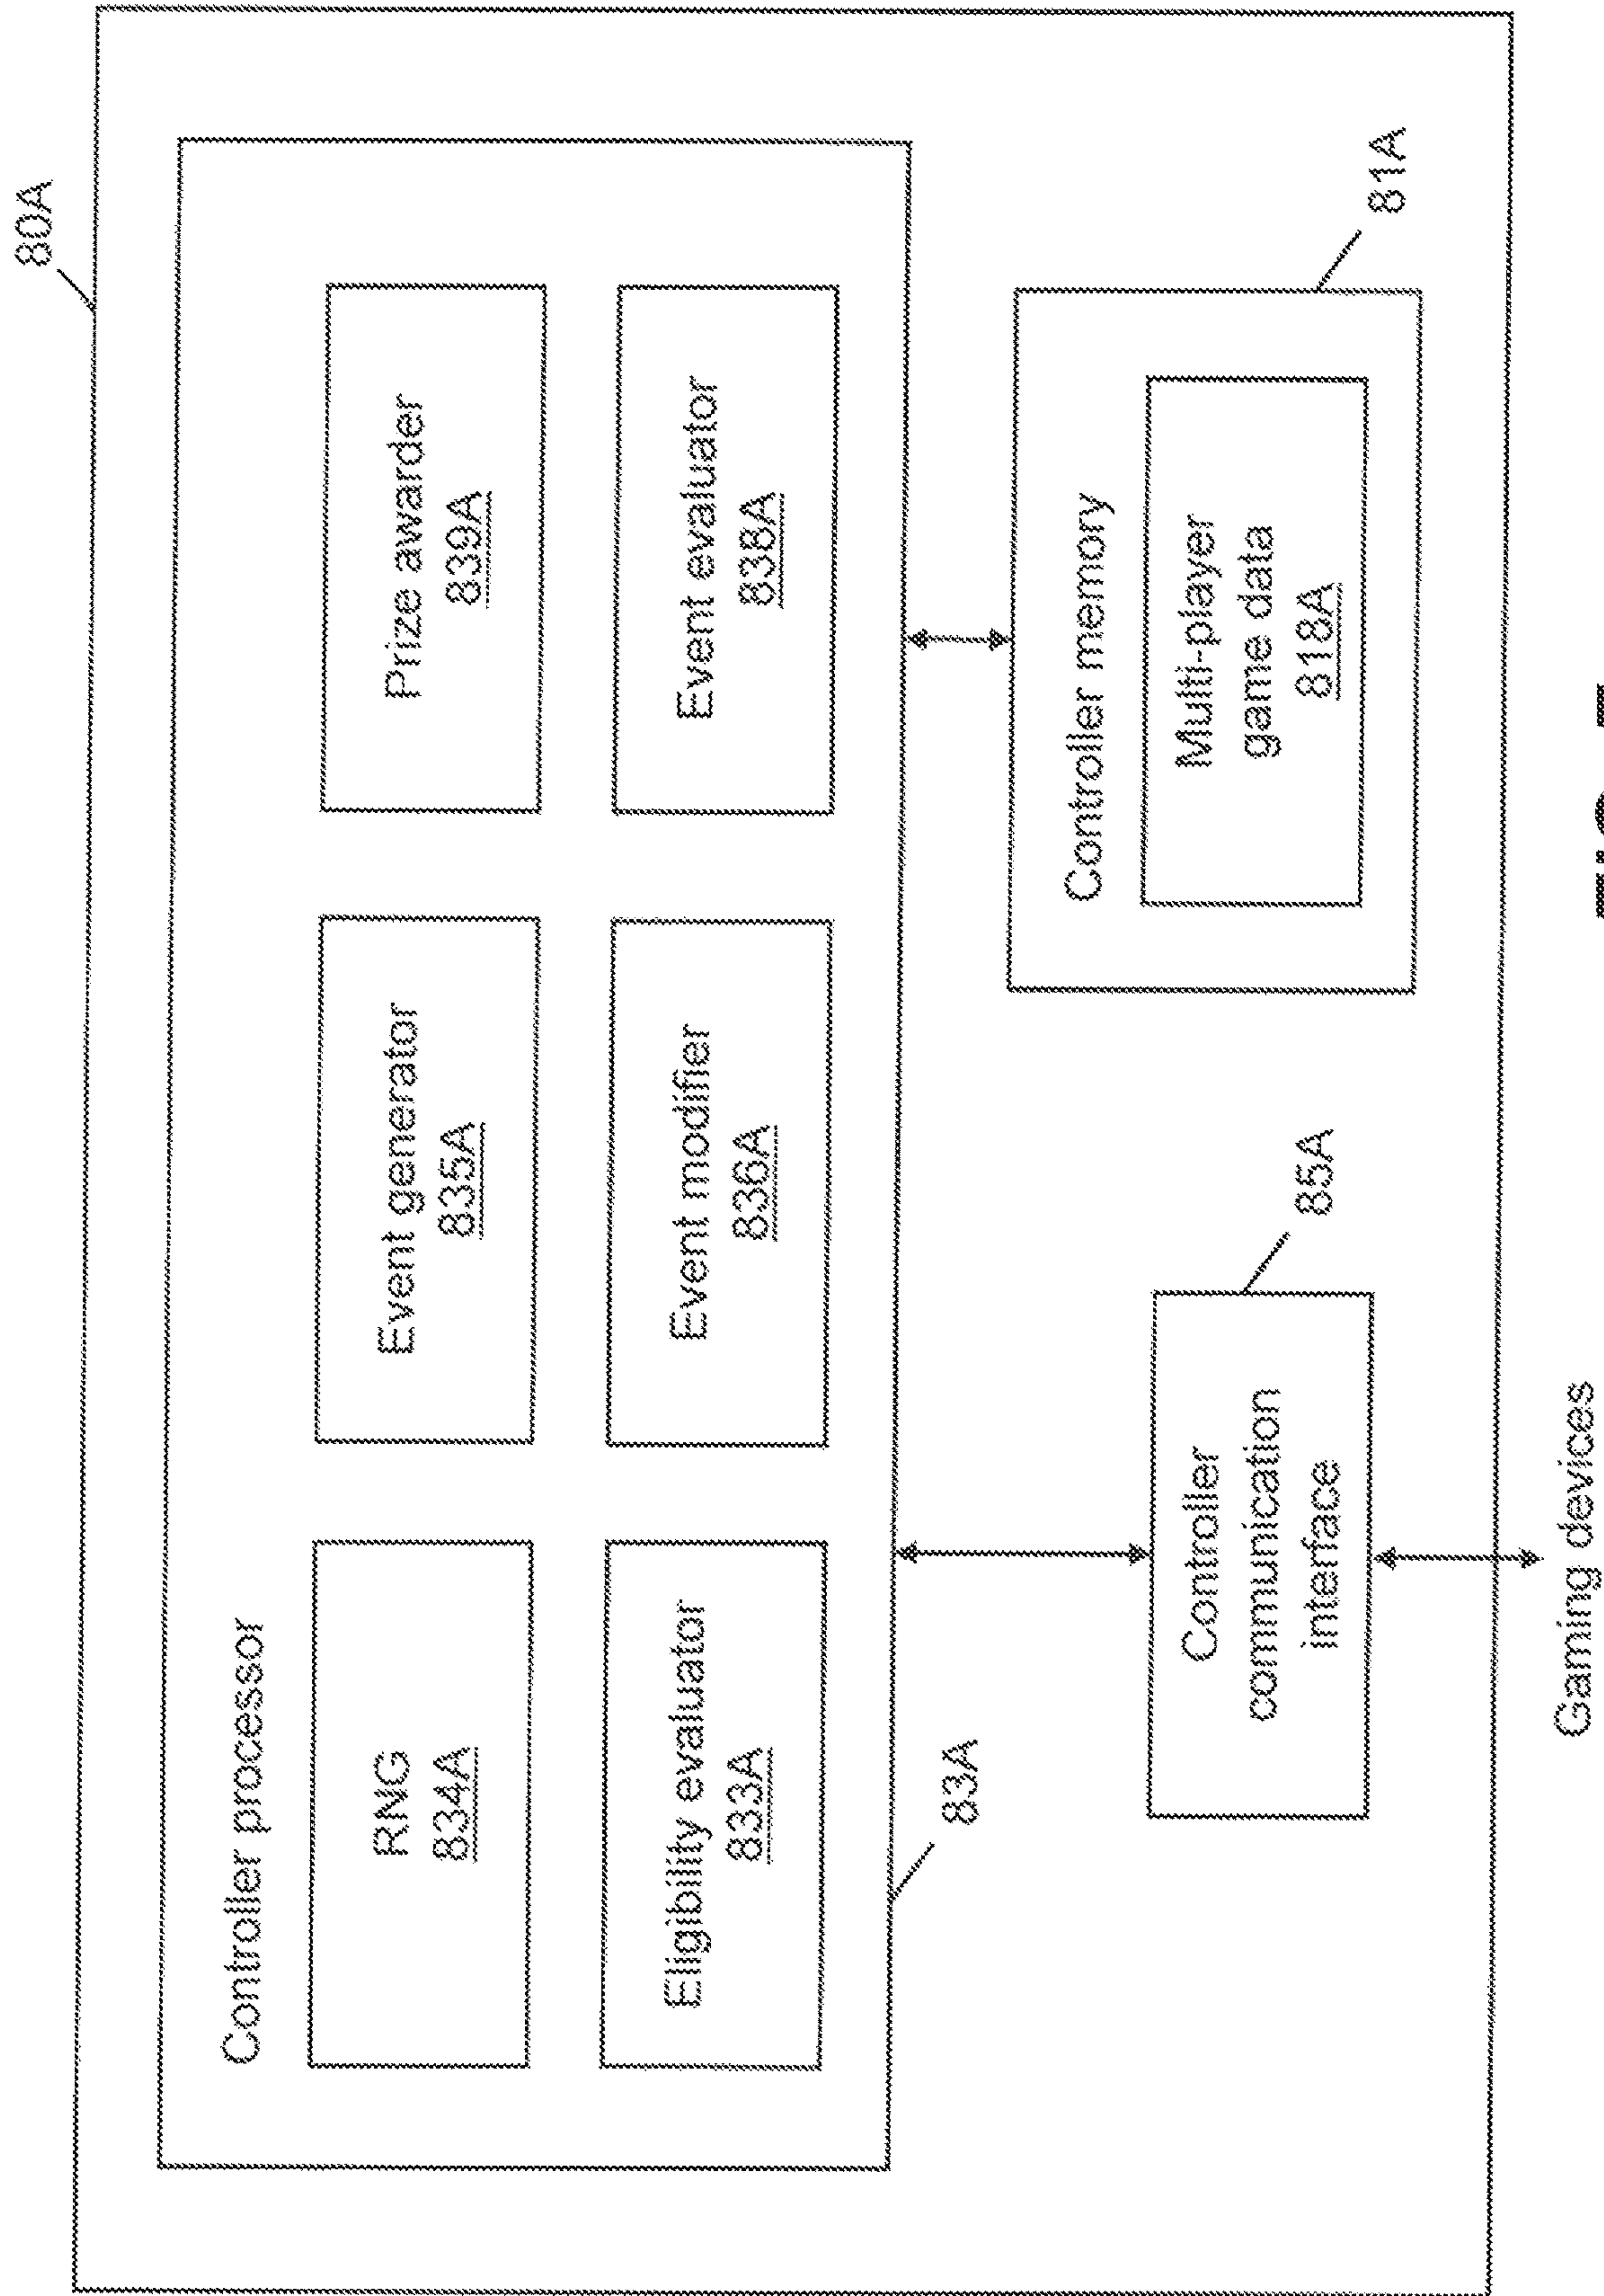 80A
Controller processor
RNG
834A
Event generator
835A
Prize awarder
839A
Eligibility evaluator
833A
Event modifier
836A
Event evaluator
838A
83A
Controller
communication
interface
85A
Controller memory
Multi-player
game data
818A
81A
Gaming devices